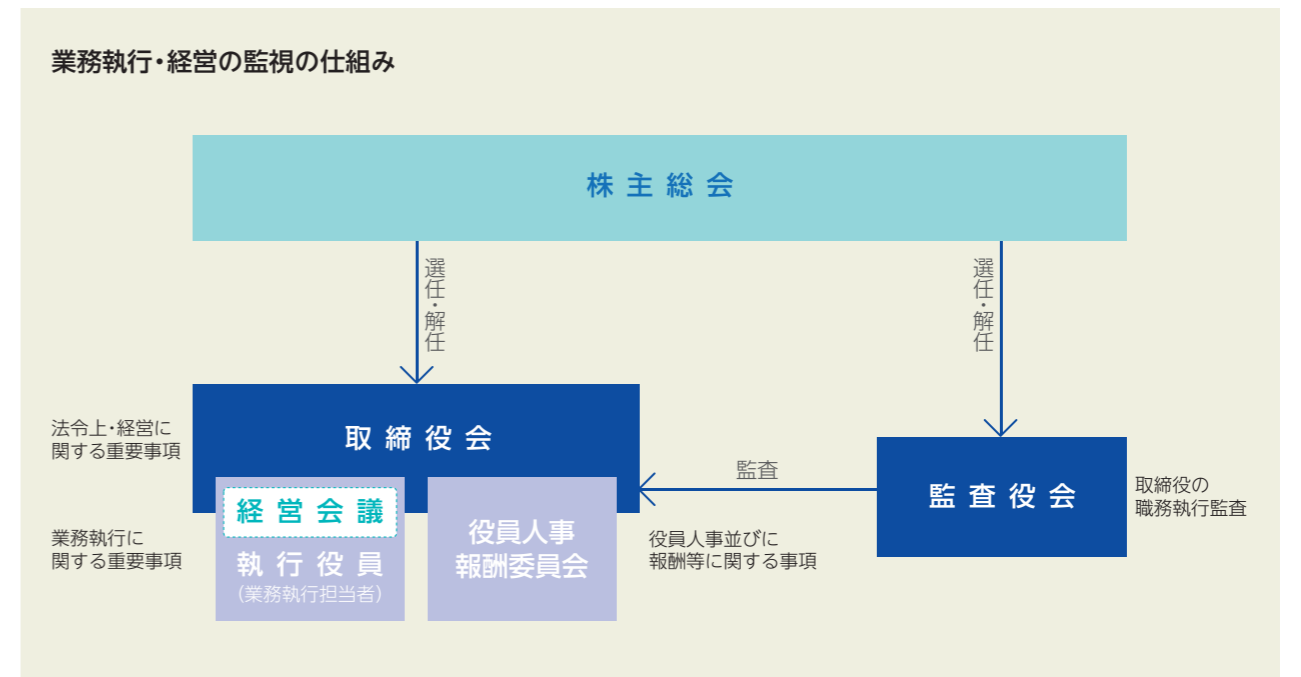 業務執行・経営の監視の仕組み
株主総会
選任・解任
選任・解任
法令上・経営に
関する重要事項
取締役会
監査
監査役会
取締役の
職務執行監査
業務執行に
関する重要事項
経営会議
執行役員
(業務執行担当者)
役員人事
報酬委員会
役員人事並びに
報酬等に関する事項